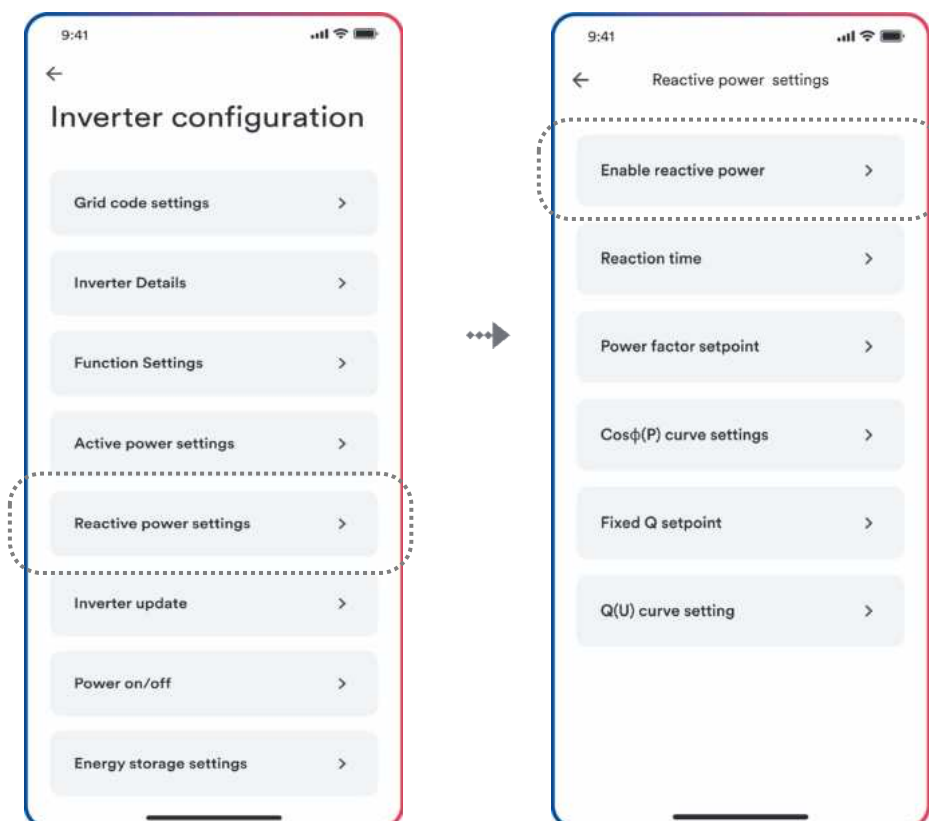 9:41
Inverter configuration
Grid code settings
Inverter Details
Function Settings
Active power settings
Reactive power settings
Inverter update
Power on/off
Energy storage settings
9:41
Reactive power settings
Enable reactive power
Reaction time
Power factor setpoint
Cosϕ(P) curve settings
Fixed Q setpoint
Q(U) curve setting